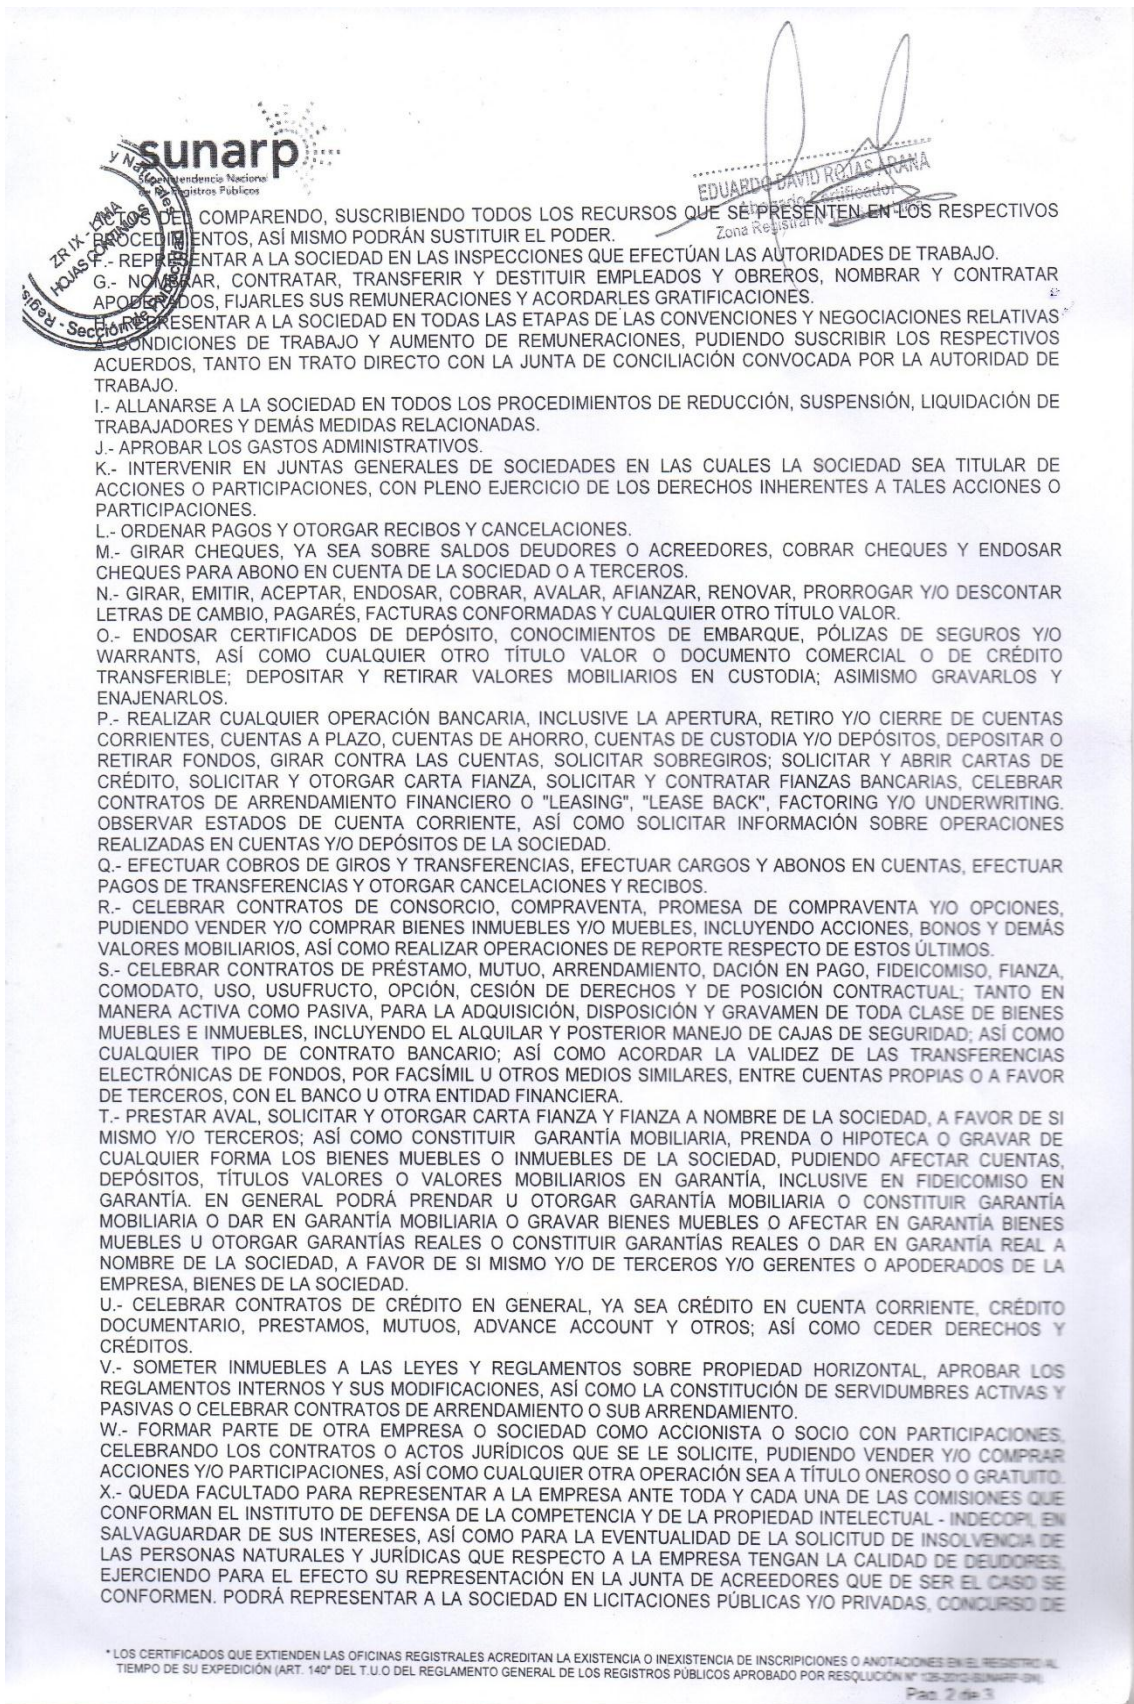 sunarp
Superintendencia Nacional
de los Registros Públicos
EDUARDO DAVID ROJAS ARANA
Abogado Certificador
Zona Registral N°
ZR IX - LIMA
HOJAS CONTINÚAS
Regis. y Naturales - Sección de Publicidad
DEL COMPARENDO, SUSCRIBIENDO TODOS LOS RECURSOS QUE SE PRESENTEN EN LOS RESPECTIVOS
PROCEDIMIENTOS, ASÍ MISMO PODRÁN SUSTITUIR EL PODER.
F.- REPRESENTAR A LA SOCIEDAD EN LAS INSPECCIONES QUE EFECTÚAN LAS AUTORIDADES DE TRABAJO.
G.- NOMBRAR, CONTRATAR, TRANSFERIR Y DESTITUIR EMPLEADOS Y OBREROS, NOMBRAR Y CONTRATAR
APODERADOS, FIJARLES SUS REMUNERACIONES Y ACORDARLES GRATIFICACIONES.
H.- REPRESENTAR A LA SOCIEDAD EN TODAS LAS ETAPAS DE LAS CONVENCIONES Y NEGOCIACIONES RELATIVAS
A CONDICIONES DE TRABAJO Y AUMENTO DE REMUNERACIONES, PUDIENDO SUSCRIBIR LOS RESPECTIVOS
ACUERDOS, TANTO EN TRATO DIRECTO CON LA JUNTA DE CONCILIACIÓN CONVOCADA POR LA AUTORIDAD DE
TRABAJO.
I.- ALLANARSE A LA SOCIEDAD EN TODOS LOS PROCEDIMIENTOS DE REDUCCIÓN, SUSPENSIÓN, LIQUIDACIÓN DE
TRABAJADORES Y DEMÁS MEDIDAS RELACIONADAS.
J.- APROBAR LOS GASTOS ADMINISTRATIVOS.
K.- INTERVENIR EN JUNTAS GENERALES DE SOCIEDADES EN LAS CUALES LA SOCIEDAD SEA TITULAR DE
ACCIONES O PARTICIPACIONES, CON PLENO EJERCICIO DE LOS DERECHOS INHERENTES A TALES ACCIONES O
PARTICIPACIONES.
L.- ORDENAR PAGOS Y OTORGAR RECIBOS Y CANCELACIONES.
M.- GIRAR CHEQUES, YA SEA SOBRE SALDOS DEUDORES O ACREEDORES, COBRAR CHEQUES Y ENDOSAR
CHEQUES PARA ABONO EN CUENTA DE LA SOCIEDAD O A TERCEROS.
N.- GIRAR, EMITIR, ACEPTAR, ENDOSAR, COBRAR, AVALAR, AFIANZAR, RENOVAR, PRORROGAR Y/O DESCONTAR
LETRAS DE CAMBIO, PAGARÉS, FACTURAS CONFORMADAS Y CUALQUIER OTRO TÍTULO VALOR.
O.- ENDOSAR CERTIFICADOS DE DEPÓSITO, CONOCIMIENTOS DE EMBARQUE, PÓLIZAS DE SEGUROS Y/O
WARRANTS, ASÍ COMO CUALQUIER OTRO TÍTULO VALOR O DOCUMENTO COMERCIAL O DE CRÉDITO
TRANSFERIBLE; DEPOSITAR Y RETIRAR VALORES MOBILIARIOS EN CUSTODIA; ASIMISMO GRAVARLOS Y
ENAJENARLOS.
P.- REALIZAR CUALQUIER OPERACIÓN BANCARIA, INCLUSIVE LA APERTURA, RETIRO Y/O CIERRE DE CUENTAS
CORRIENTES, CUENTAS A PLAZO, CUENTAS DE AHORRO, CUENTAS DE CUSTODIA Y/O DEPÓSITOS, DEPOSITAR O
RETIRAR FONDOS, GIRAR CONTRA LAS CUENTAS, SOLICITAR SOBREGIROS; SOLICITAR Y ABRIR CARTAS DE
CRÉDITO, SOLICITAR Y OTORGAR CARTA FIANZA, SOLICITAR Y CONTRATAR FIANZAS BANCARIAS, CELEBRAR
CONTRATOS DE ARRENDAMIENTO FINANCIERO O "LEASING", "LEASE BACK", FACTORING Y/O UNDERWRITING.
OBSERVAR ESTADOS DE CUENTA CORRIENTE, ASÍ COMO SOLICITAR INFORMACIÓN SOBRE OPERACIONES
REALIZADAS EN CUENTAS Y/O DEPÓSITOS DE LA SOCIEDAD.
Q.- EFECTUAR COBROS DE GIROS Y TRANSFERENCIAS, EFECTUAR CARGOS Y ABONOS EN CUENTAS, EFECTUAR
PAGOS DE TRANSFERENCIAS Y OTORGAR CANCELACIONES Y RECIBOS.
R.- CELEBRAR CONTRATOS DE CONSORCIO, COMPRAVENTA, PROMESA DE COMPRAVENTA Y/O OPCIONES,
PUDIENDO VENDER Y/O COMPRAR BIENES INMUEBLES Y/O MUEBLES, INCLUYENDO ACCIONES, BONOS Y DEMÁS
VALORES MOBILIARIOS, ASÍ COMO REALIZAR OPERACIONES DE REPORTE RESPECTO DE ESTOS ÚLTIMOS.
S.- CELEBRAR CONTRATOS DE PRÉSTAMO, MUTUO, ARRENDAMIENTO, DACIÓN EN PAGO, FIDEICOMISO, FIANZA,
COMODATO, USO, USUFRUCTO, OPCIÓN, CESIÓN DE DERECHOS Y DE POSICIÓN CONTRACTUAL; TANTO EN
MANERA ACTIVA COMO PASIVA, PARA LA ADQUISICIÓN, DISPOSICIÓN Y GRAVAMEN DE TODA CLASE DE BIENES
MUEBLES E INMUEBLES, INCLUYENDO EL ALQUILAR Y POSTERIOR MANEJO DE CAJAS DE SEGURIDAD; ASÍ COMO
CUALQUIER TIPO DE CONTRATO BANCARIO; ASÍ COMO ACORDAR LA VALIDEZ DE LAS TRANSFERENCIAS
ELECTRÓNICAS DE FONDOS, POR FACSÍMIL U OTROS MEDIOS SIMILARES, ENTRE CUENTAS PROPIAS O A FAVOR
DE TERCEROS, CON EL BANCO U OTRA ENTIDAD FINANCIERA.
T.- PRESTAR AVAL, SOLICITAR Y OTORGAR CARTA FIANZA Y FIANZA A NOMBRE DE LA SOCIEDAD, A FAVOR DE SI
MISMO Y/O TERCEROS; ASÍ COMO CONSTITUIR GARANTÍA MOBILIARIA, PRENDA O HIPOTECA O GRAVAR DE
CUALQUIER FORMA LOS BIENES MUEBLES O INMUEBLES DE LA SOCIEDAD, PUDIENDO AFECTAR CUENTAS,
DEPÓSITOS, TÍTULOS VALORES O VALORES MOBILIARIOS EN GARANTÍA, INCLUSIVE EN FIDEICOMISO EN
GARANTÍA. EN GENERAL PODRÁ PRENDAR U OTORGAR GARANTÍA MOBILIARIA O CONSTITUIR GARANTÍA
MOBILIARIA O DAR EN GARANTÍA MOBILIARIA O GRAVAR BIENES MUEBLES O AFECTAR EN GARANTÍA BIENES
MUEBLES U OTORGAR GARANTÍAS REALES O CONSTITUIR GARANTÍAS REALES O DAR EN GARANTÍA REAL A
NOMBRE DE LA SOCIEDAD, A FAVOR DE SI MISMO Y/O DE TERCEROS Y/O GERENTES O APODERADOS DE LA
EMPRESA, BIENES DE LA SOCIEDAD.
U.- CELEBRAR CONTRATOS DE CRÉDITO EN GENERAL, YA SEA CRÉDITO EN CUENTA CORRIENTE, CRÉDITO
DOCUMENTARIO, PRESTAMOS, MUTUOS, ADVANCE ACCOUNT Y OTROS; ASÍ COMO CEDER DERECHOS Y
CRÉDITOS.
V.- SOMETER INMUEBLES A LAS LEYES Y REGLAMENTOS SOBRE PROPIEDAD HORIZONTAL, APROBAR LOS
REGLAMENTOS INTERNOS Y SUS MODIFICACIONES, ASÍ COMO LA CONSTITUCIÓN DE SERVIDUMBRES ACTIVAS Y
PASIVAS O CELEBRAR CONTRATOS DE ARRENDAMIENTO O SUB ARRENDAMIENTO.
W.- FORMAR PARTE DE OTRA EMPRESA O SOCIEDAD COMO ACCIONISTA O SOCIO CON PARTICIPACIONES,
CELEBRANDO LOS CONTRATOS O ACTOS JURÍDICOS QUE SE LE SOLICITE, PUDIENDO VENDER Y/O COMPRAR
ACCIONES Y/O PARTICIPACIONES, ASÍ COMO CUALQUIER OTRA OPERACIÓN SEA A TÍTULO ONEROSO O GRATUITO.
X.- QUEDA FACULTADO PARA REPRESENTAR A LA EMPRESA ANTE TODA Y CADA UNA DE LAS COMISIONES QUE
CONFORMAN EL INSTITUTO DE DEFENSA DE LA COMPETENCIA Y DE LA PROPIEDAD INTELECTUAL - INDECOPI, EN
SALVAGUARDAR DE SUS INTERESES, ASÍ COMO PARA LA EVENTUALIDAD DE LA SOLICITUD DE INSOLVENCIA DE
LAS PERSONAS NATURALES Y JURÍDICAS QUE RESPECTO A LA EMPRESA TENGAN LA CALIDAD DE DEUDORES,
EJERCIENDO PARA EL EFECTO SU REPRESENTACIÓN EN LA JUNTA DE ACREEDORES QUE DE SER EL CASO SE
CONFORMEN. PODRÁ REPRESENTAR A LA SOCIEDAD EN LICITACIONES PÚBLICAS Y/O PRIVADAS, CONCURSO DE
* LOS CERTIFICADOS QUE EXTIENDEN LAS OFICINAS REGISTRALES ACREDITAN LA EXISTENCIA O INEXISTENCIA DE INSCRIPCIONES O ANOTACIONES EN EL REGISTRO AL
TIEMPO DE SU EXPEDICIÓN (ART. 140° DEL T.U.O DEL REGLAMENTO GENERAL DE LOS REGISTROS PÚBLICOS APROBADO POR RESOLUCIÓN N° 126-2012-SUNARP-SN)
Pag. 2 de 3